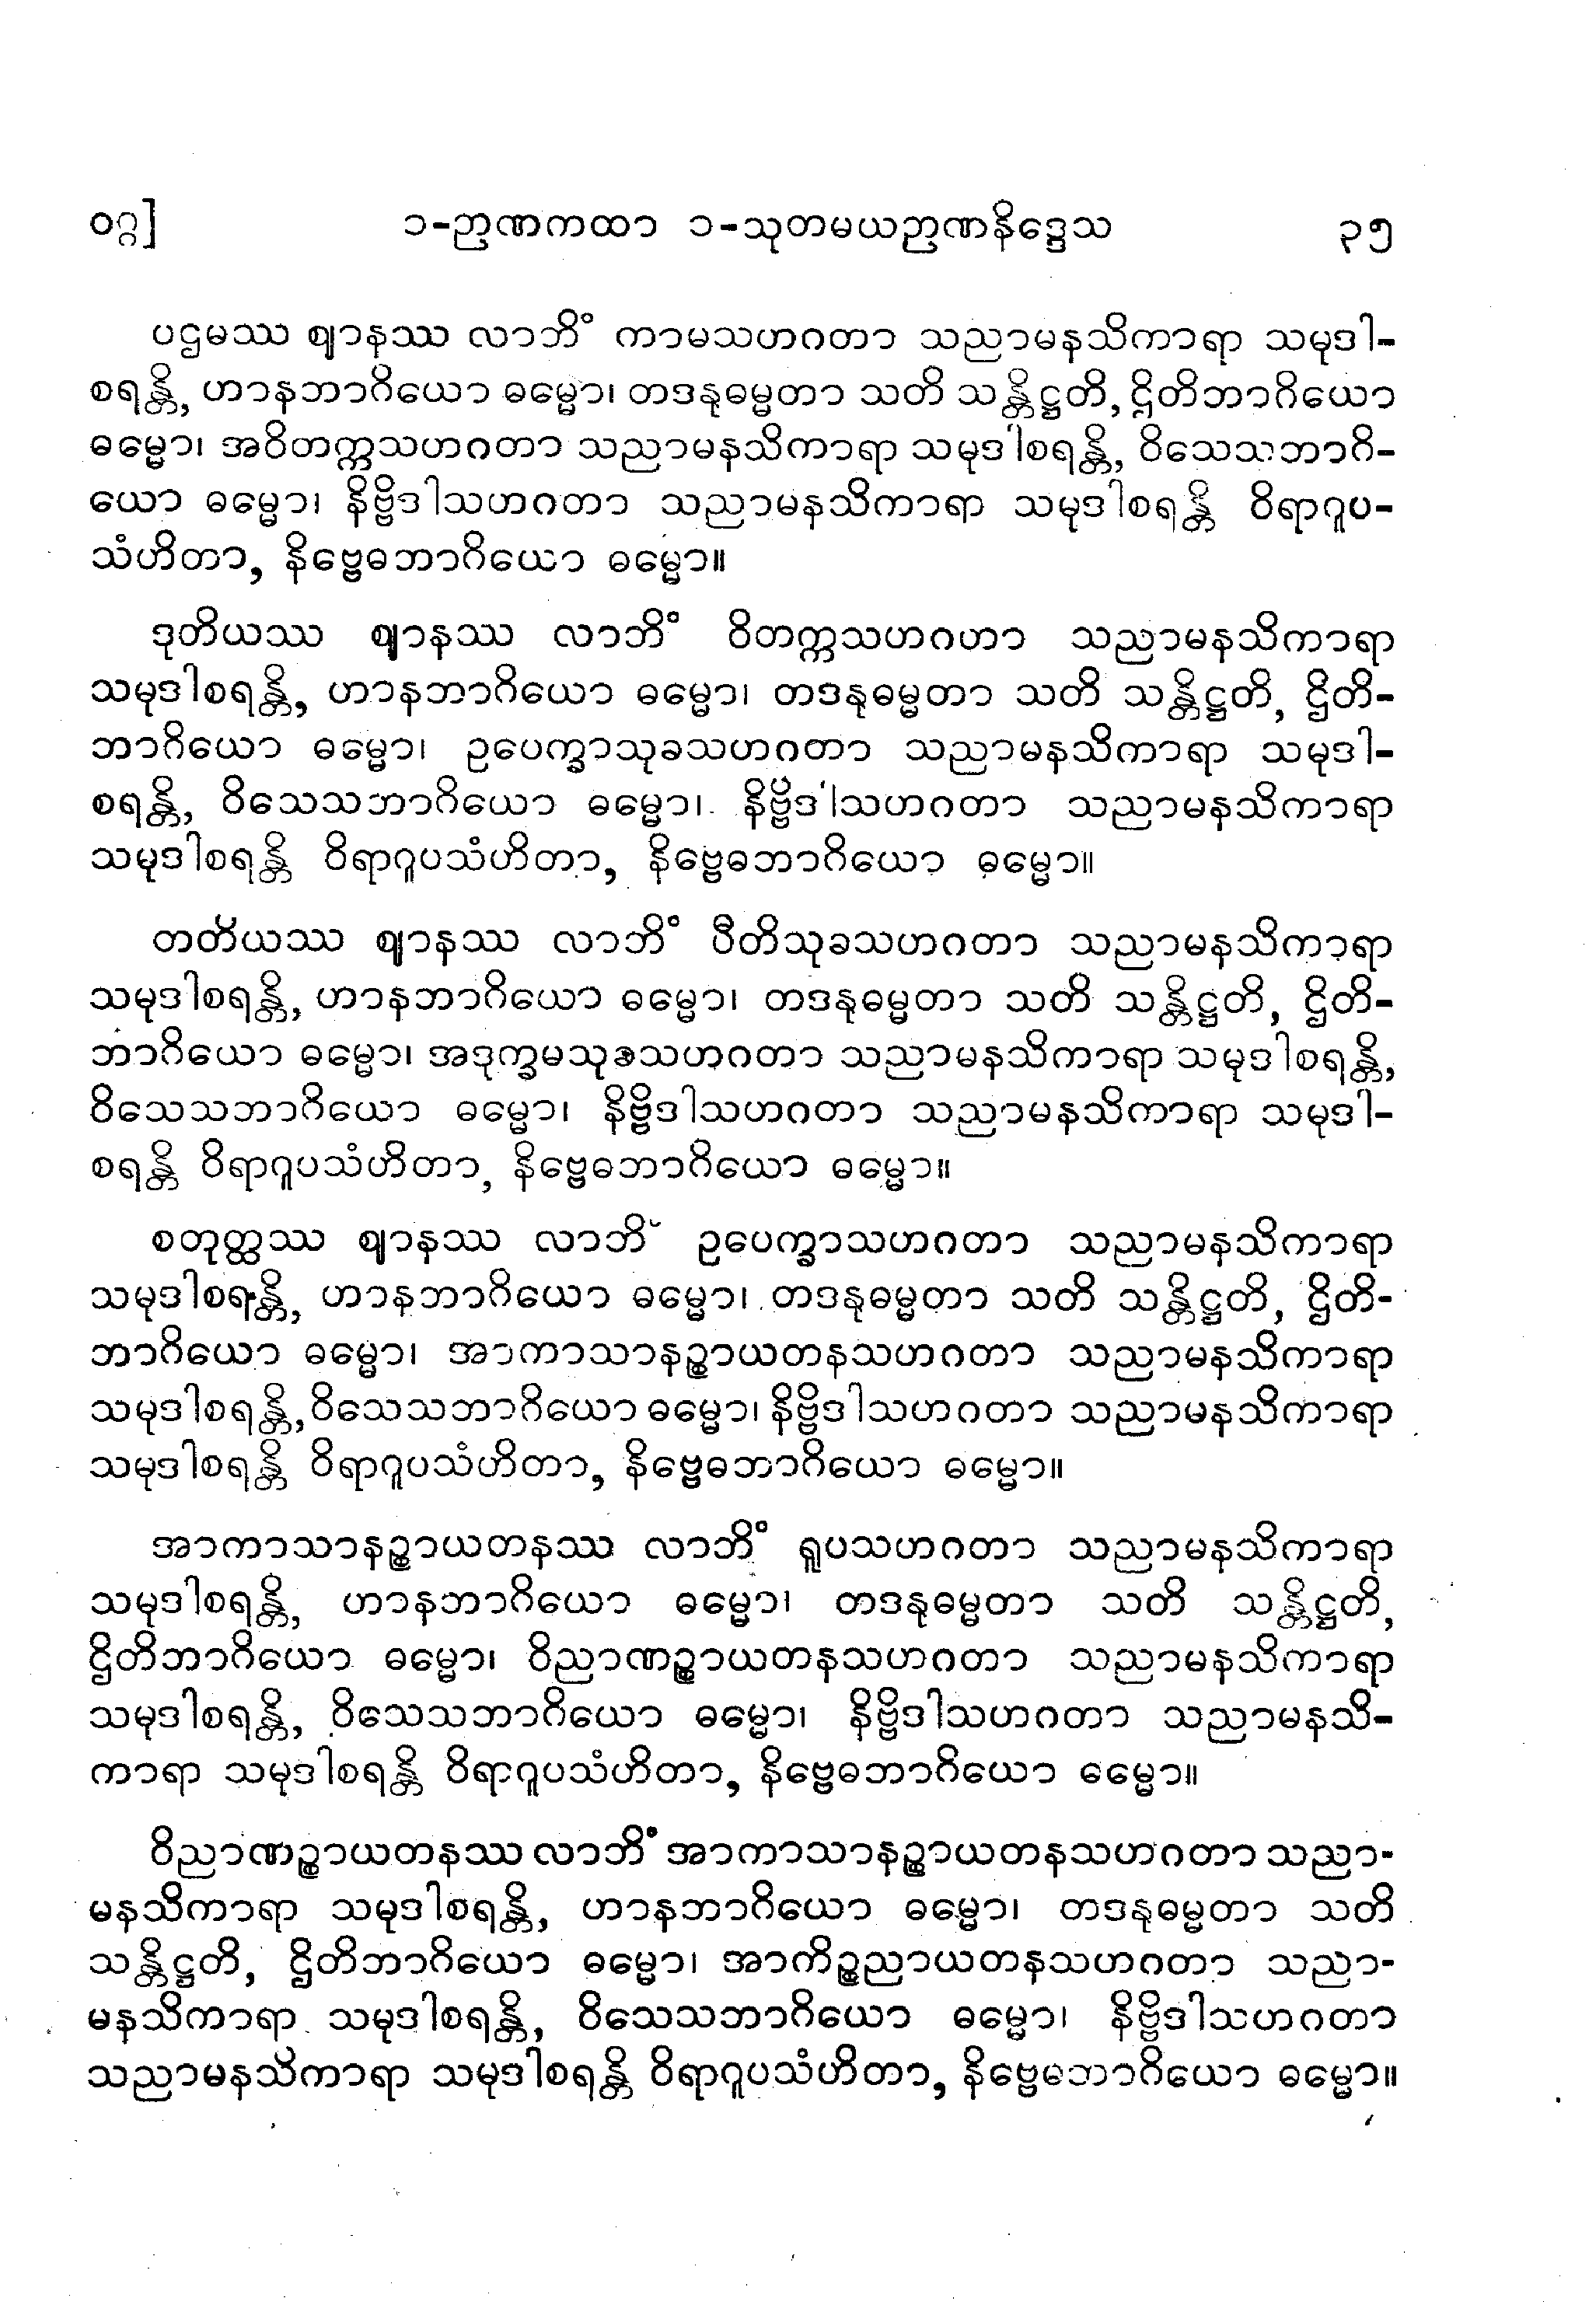 ဝဂ္ဂ]
၁-ဉာဏကထာ ၁-သုတမယဉာဏနိဒ္ဒေသ
၃၅
ပဌမဿ ဈာနဿ လာဘိံ ကာမသဟဂတာ သညာမနသိကာရာ သမုဒါ-
စရန္တိ, ဟာနဘာဂိယော ဓမ္မော၊ တဒနုဓမ္မတာ သတိ သန္တိဋ္ဌတိ, ဌိတိဘာဂိယော
ဓမ္မော၊ အဝိတက္ကသဟဂတာ သညာမနသိကာရာ သမုဒါစရန္တိ, ဝိသေသဘာဂိ-
ယော ဓမ္မော၊ နိဗ္ဗိဒါသဟဂတာ သညာမနသိကာရာ သမုဒါစရန္တိ ဝိရာဂူပ-
သံဟိတာ, နိဗ္ဗေဓဘာဂိယော ဓမ္မော။
ဒုတိယဿ ဈာနဿ လာဘိံ ဝိတက္ကသဟဂဟာ သညာမနသိကာရာ
သမုဒါစရန္တိ, ဟာနဘာဂိယော ဓမ္မော၊ တဒနုဓမ္မတာ သတိ သန္တိဋ္ဌတိ, ဌိတိ-
ဘာဂိယော ဓမ္မော၊ ဥပေက္ခာသုခသဟဂတာ သညာမနသိကာရာ သမုဒါ-
စရန္တိ, ဝိသေသဘာဂိယော ဓမ္မော၊ နိဗ္ဗိဒါသဟဂတာ သညာမနသိကာရာ
သမုဒါစရန္တိ ဝိရာဂူပသံဟိတာ, နိဗ္ဗေဓဘာဂိယော ဓမ္မော။
တတိယဿ ဈာနဿ လာဘိံ ပီတိသုခသဟဂတာ သညာမနသိကာရာ
သမုဒါစရန္တိ, ဟာနဘာဂိယော ဓမ္မော၊ တဒနုဓမ္မတာ သတိ သန္တိဋ္ဌတိ, ဌိတိ-
ဘာဂိယော ဓမ္မော၊ အဒုက္ခမသုခသဟဂတာ သညာမနသိကာရာ သမုဒါစရန္တိ,
ဝိသေသဘာဂိယော ဓမ္မော၊ နိဗ္ဗိဒါသဟဂတာ သညာမနသိကာရာ သမုဒါ-
စရန္တိ ဝိရာဂူပသံဟိတာ, နိဗ္ဗေဓဘာဂိယော ဓမ္မော။
စတုတ္ထဿ ဈာနဿ လာဘိံ ဥပေက္ခာသဟဂတာ သညာမနသိကာရာ
သမုဒါစရန္တိ, ဟာနဘာဂိယော ဓမ္မော၊ တဒနုဓမ္မတာ သတိ သန္တိဋ္ဌတိ, ဌိတိ-
ဘာဂိယော ဓမ္မော၊ အာကာသာနဉ္စာယတနသဟဂတာ သညာမနသိကာရာ
သမုဒါစရန္တိ, ဝိသေသဘာဂိယော ဓမ္မော၊ နိဗ္ဗိဒါသဟဂတာ သညာမနသိကာရာ
သမုဒါစရန္တိ ဝိရာဂူပသံဟိတာ, နိဗ္ဗေဓဘာဂိယော ဓမ္မော။
အာကာသာနဉ္စာယတနဿ လာဘိံ ရူပသဟဂတာ သညာမနသိကာရာ
သမုဒါစရန္တိ, ဟာနဘာဂိယော ဓမ္မော၊ တဒနုဓမ္မတာ သတိ သန္တိဋ္ဌတိ,
ဌိတိဘာဂိယော ဓမ္မော၊ ဝိညာဏဉ္စာယတနသဟဂတာ သညာမနသိကာရာ
သမုဒါစရန္တိ, ဝိသေသဘာဂိယော ဓမ္မော၊ နိဗ္ဗိဒါသဟဂတာ သညာမနသိ-
ကာရာ သမုဒါစရန္တိ ဝိရာဂူပသံဟိတာ, နိဗ္ဗေဓဘာဂိယော ဓမ္မော။
ဝိညာဏဉ္စာယတနဿ လာဘိံ အာကာသာနဉ္စာယတနသဟဂတာ သညာ-
မနသိကာရာ သမုဒါစရန္တိ, ဟာနဘာဂိယော ဓမ္မော၊ တဒနုဓမ္မတာ သတိ
သန္တိဋ္ဌတိ, ဌိတိဘာဂိယော ဓမ္မော၊ အာကိဉ္စညာယတနသဟဂတာ သညာ-
မနသိကာရာ သမုဒါစရန္တိ, ဝိသေသဘာဂိယော ဓမ္မော၊ နိဗ္ဗိဒါသဟဂတာ
သညာမနသိကာရာ သမုဒါစရန္တိ ဝိရာဂူပသံဟိတာ, နိဗ္ဗေဓဘာဂိယော ဓမ္မော။